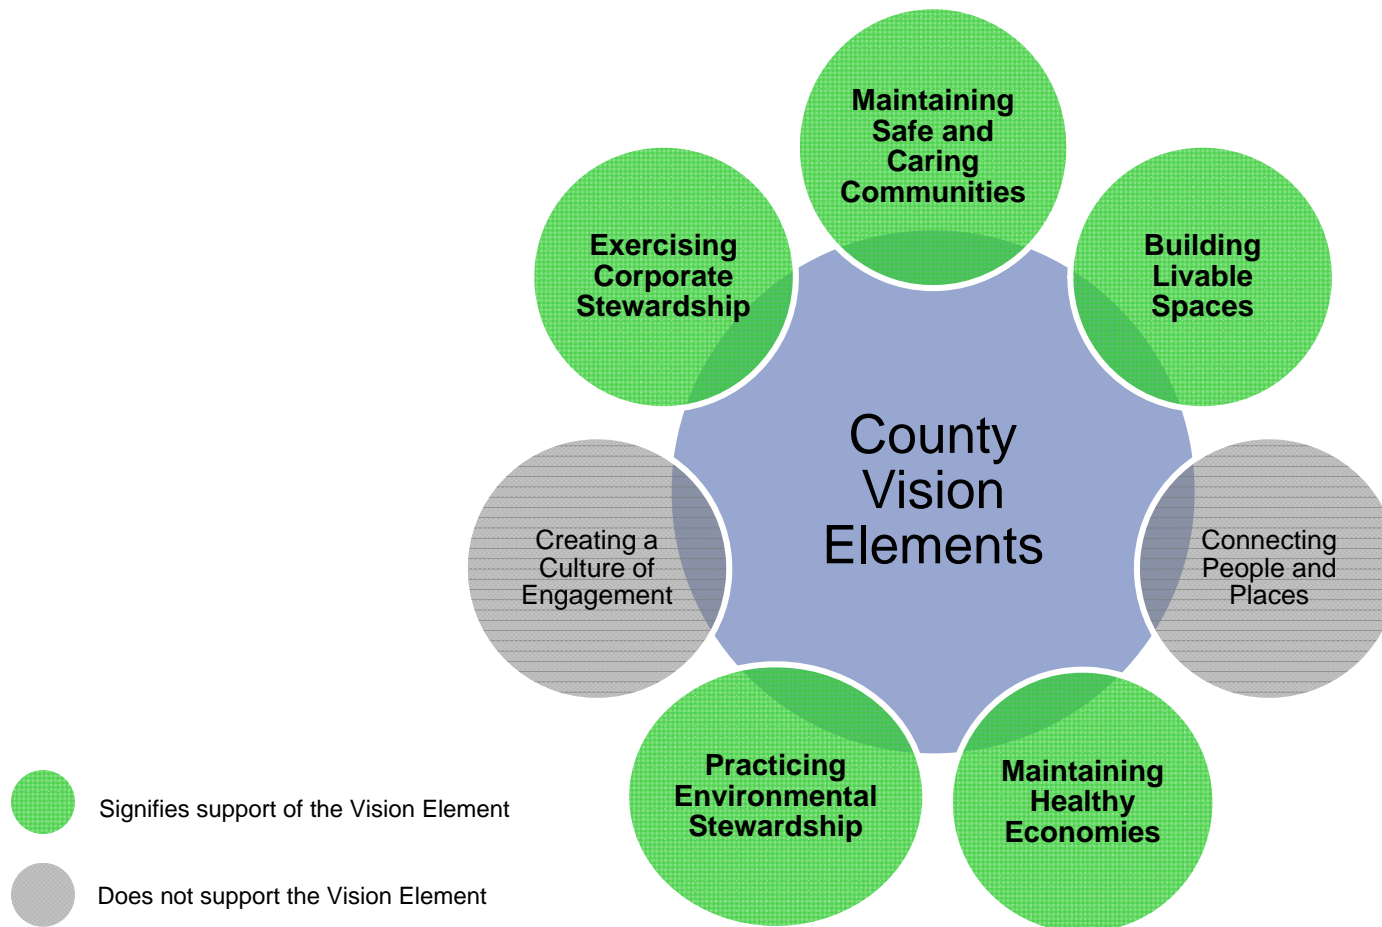 Maintaining
Safe and
Caring
Communities
Exercising
Corporate
Stewardship
Building
Livable
Spaces
County
Vision
Elements
Creating a
Culture of
Engagement
Connecting
People and
Places
Practicing
Environmental
Stewardship
Maintaining
Healthy
Economies
Signifies support of the Vision Element
Does not support the Vision Element